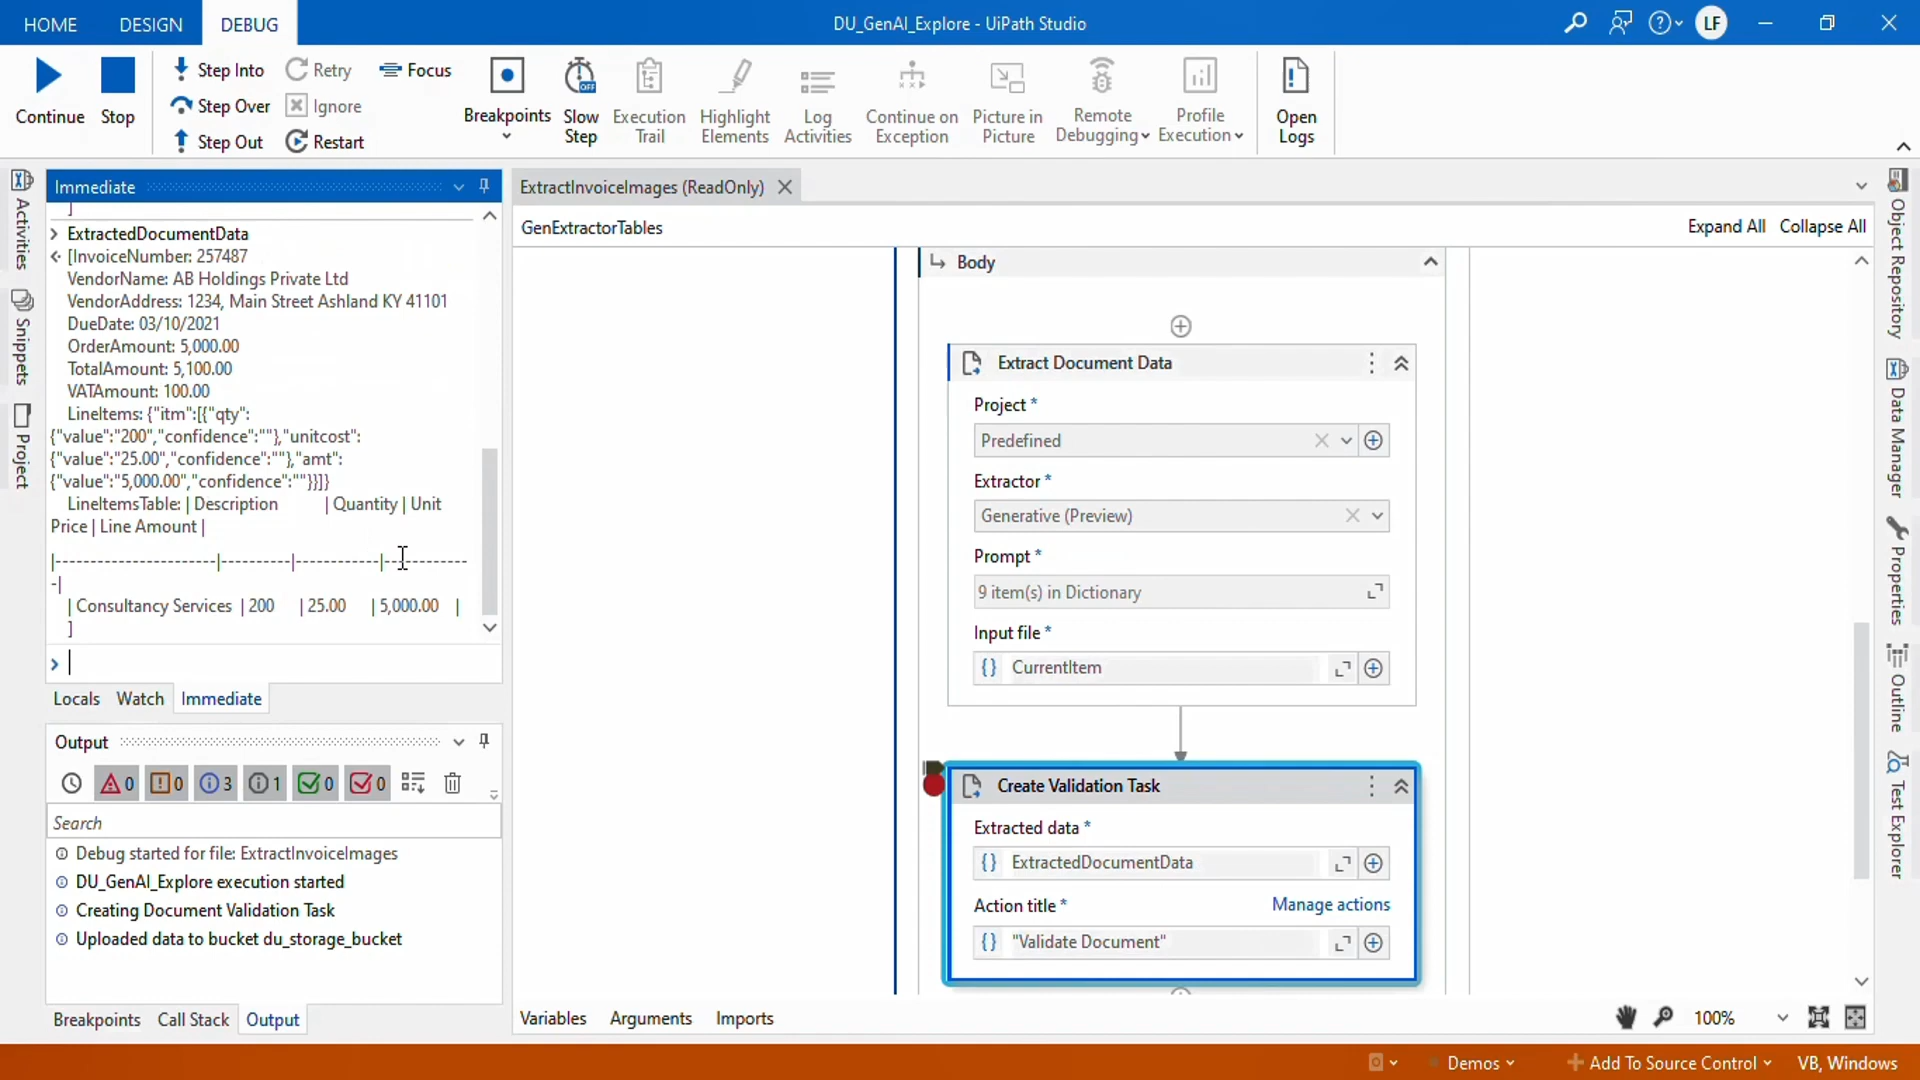 HOME DESIGN DEBUG DU_GenAI_Explore - UiPath Studio LF
Continue Stop
Step Into Retry Focus
Step Over Ignore
Step Out Restart
Breakpoints
Slow
Step
Execution
Trail
Highlight
Elements
Log
Activities
Continue on
Exception
Picture in
Picture
Remote
Debugging
Profile
Execution
Open
Logs
Activities
Snippets
Project
Immediate
]
> ExtractedDocumentData
[InvoiceNumber: 257487
VendorName: AB Holdings Private Ltd
VendorAddress: 1234, Main Street Ashland KY 41101
DueDate: 03/10/2021
OrderAmount: 5,000.00
TotalAmount: 5,100.00
VATAmount: 100.00
LineItems: {"itm":[{"qty":
{"value":"200","confidence":""},"unitcost":
{"value":"25.00","confidence":""},"amt":
{"value":"5,000.00","confidence":""}}]}
LineItemsTable: | Description | Quantity | Unit
Price | Line Amount |
|-----------------------|----------|------------|------------
-|
| Consultancy Services | 200 | 25.00 | 5,000.00 |
]
>
Locals Watch Immediate
Output
0 0 3 1 0 0
Search
Debug started for file: ExtractInvoiceImages
DU_GenAI_Explore execution started
Creating Document Validation Task
Uploaded data to bucket du_storage_bucket
Breakpoints Call Stack Output
ExtractInvoiceImages (ReadOnly)
GenExtractorTables Expand All Collapse All
Body
Extract Document Data
Project *
Predefined
Extractor *
Generative (Preview)
Prompt *
9 item(s) in Dictionary
Input file *
CurrentItem
Create Validation Task
Extracted data *
ExtractedDocumentData
Action title * Manage actions
"Validate Document"
Variables Arguments Imports 100%
Object Repository
Data Manager
Properties
Outline
Test Explorer
Demos Add To Source Control VB, Windows